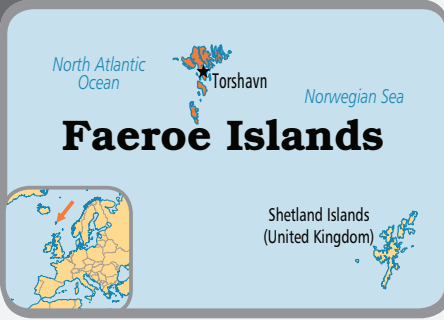 North Atlantic
Ocean
Torshavn
Norwegian Sea
Faeroe Islands
Shetland Islands
(United Kingdom)